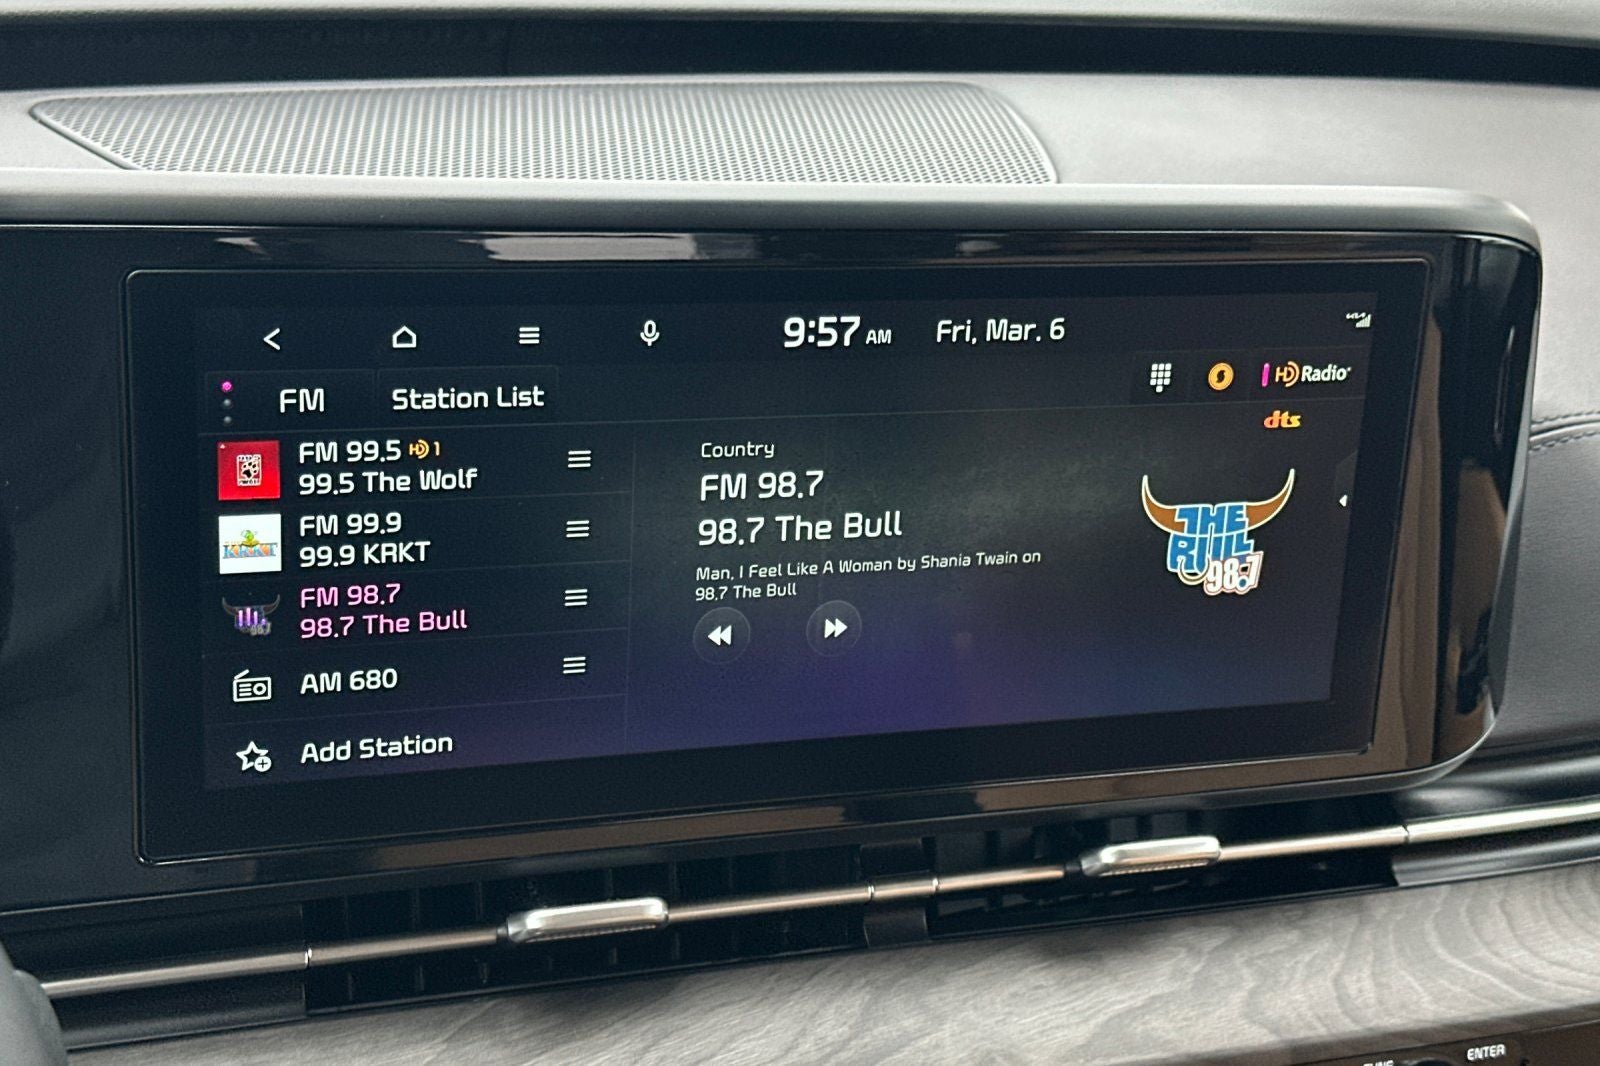 9:57 AM Fri, Mar. 6
FM Station List
HD Radio
dts
FM 99.5 HD 1
99.5 The Wolf
FM 99.9
99.9 KRKT
KRKT
FM 98.7
98.7 The Bull
AM 680
Add Station
Country
FM 98.7
98.7 The Bull
Man, I Feel Like A Woman by Shania Twain on
98.7 The Bull
THE
BULL
98.7
ENTER